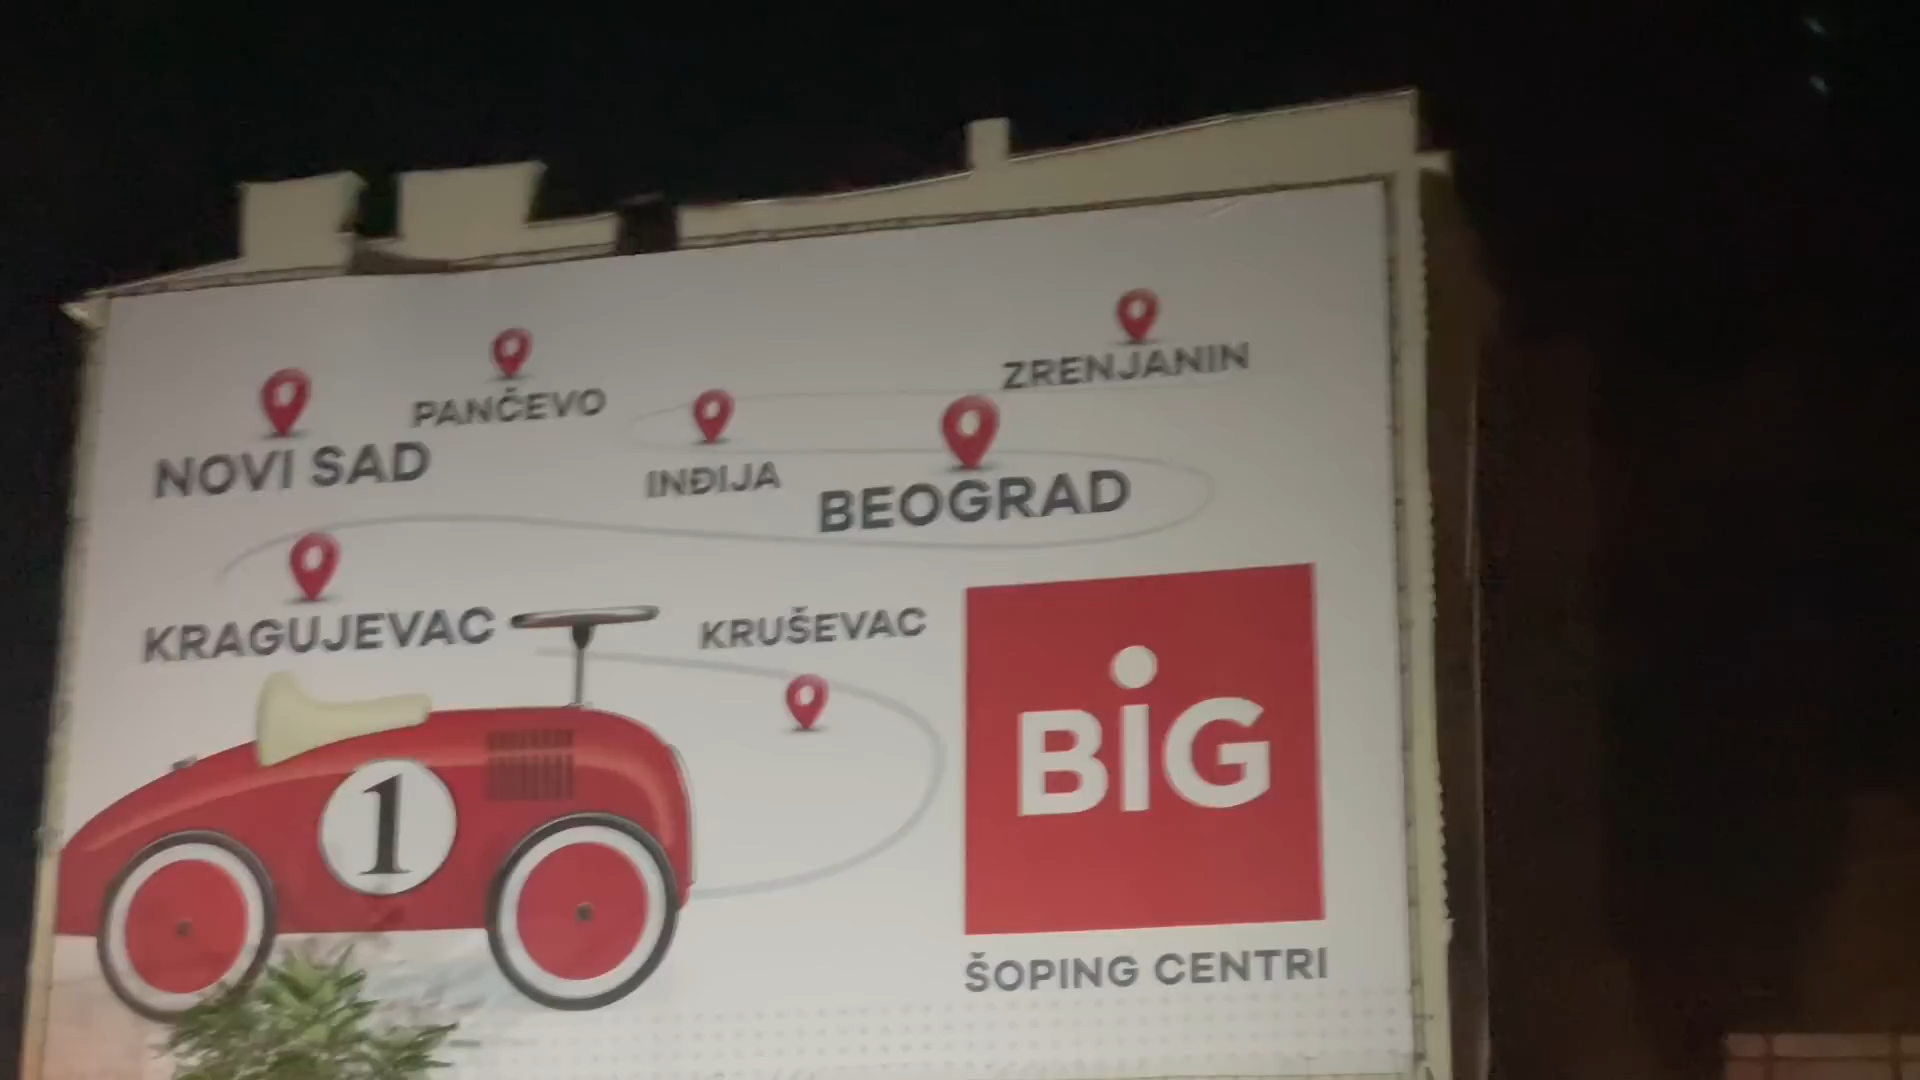 ZRENJANIN
PANČEVO
NOVI SAD
INĐIJA
BEOGRAD
KRAGUJEVAC
KRUŠEVAC
1
BIG
ŠOPING CENTRI